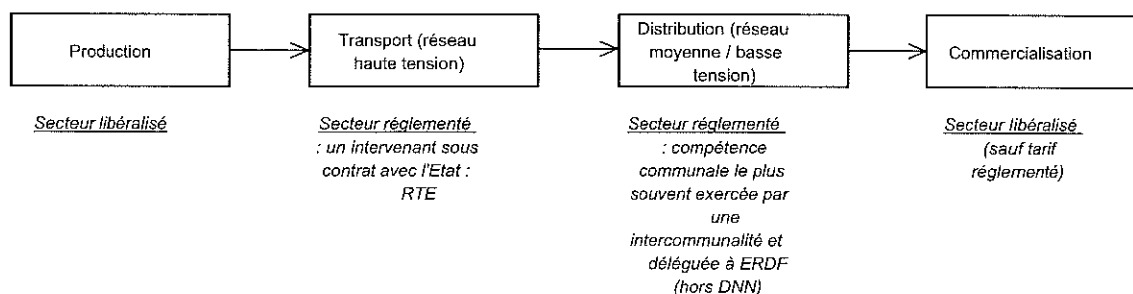 Production
Transport (réseau
haute tension)
Distribution (réseau
moyenne / basse
tension)
Commercialisation
Secteur libéralisé
Secteur réglementé
: un intervenant sous
contrat avec l'Etat :
RTE
Secteur réglementé
: compétence
communale le plus
souvent exercée par
une
intercommunalité et
déléguée à ERDF
(hors DNN)
Secteur libéralisé
(sauf tarif
réglementé)